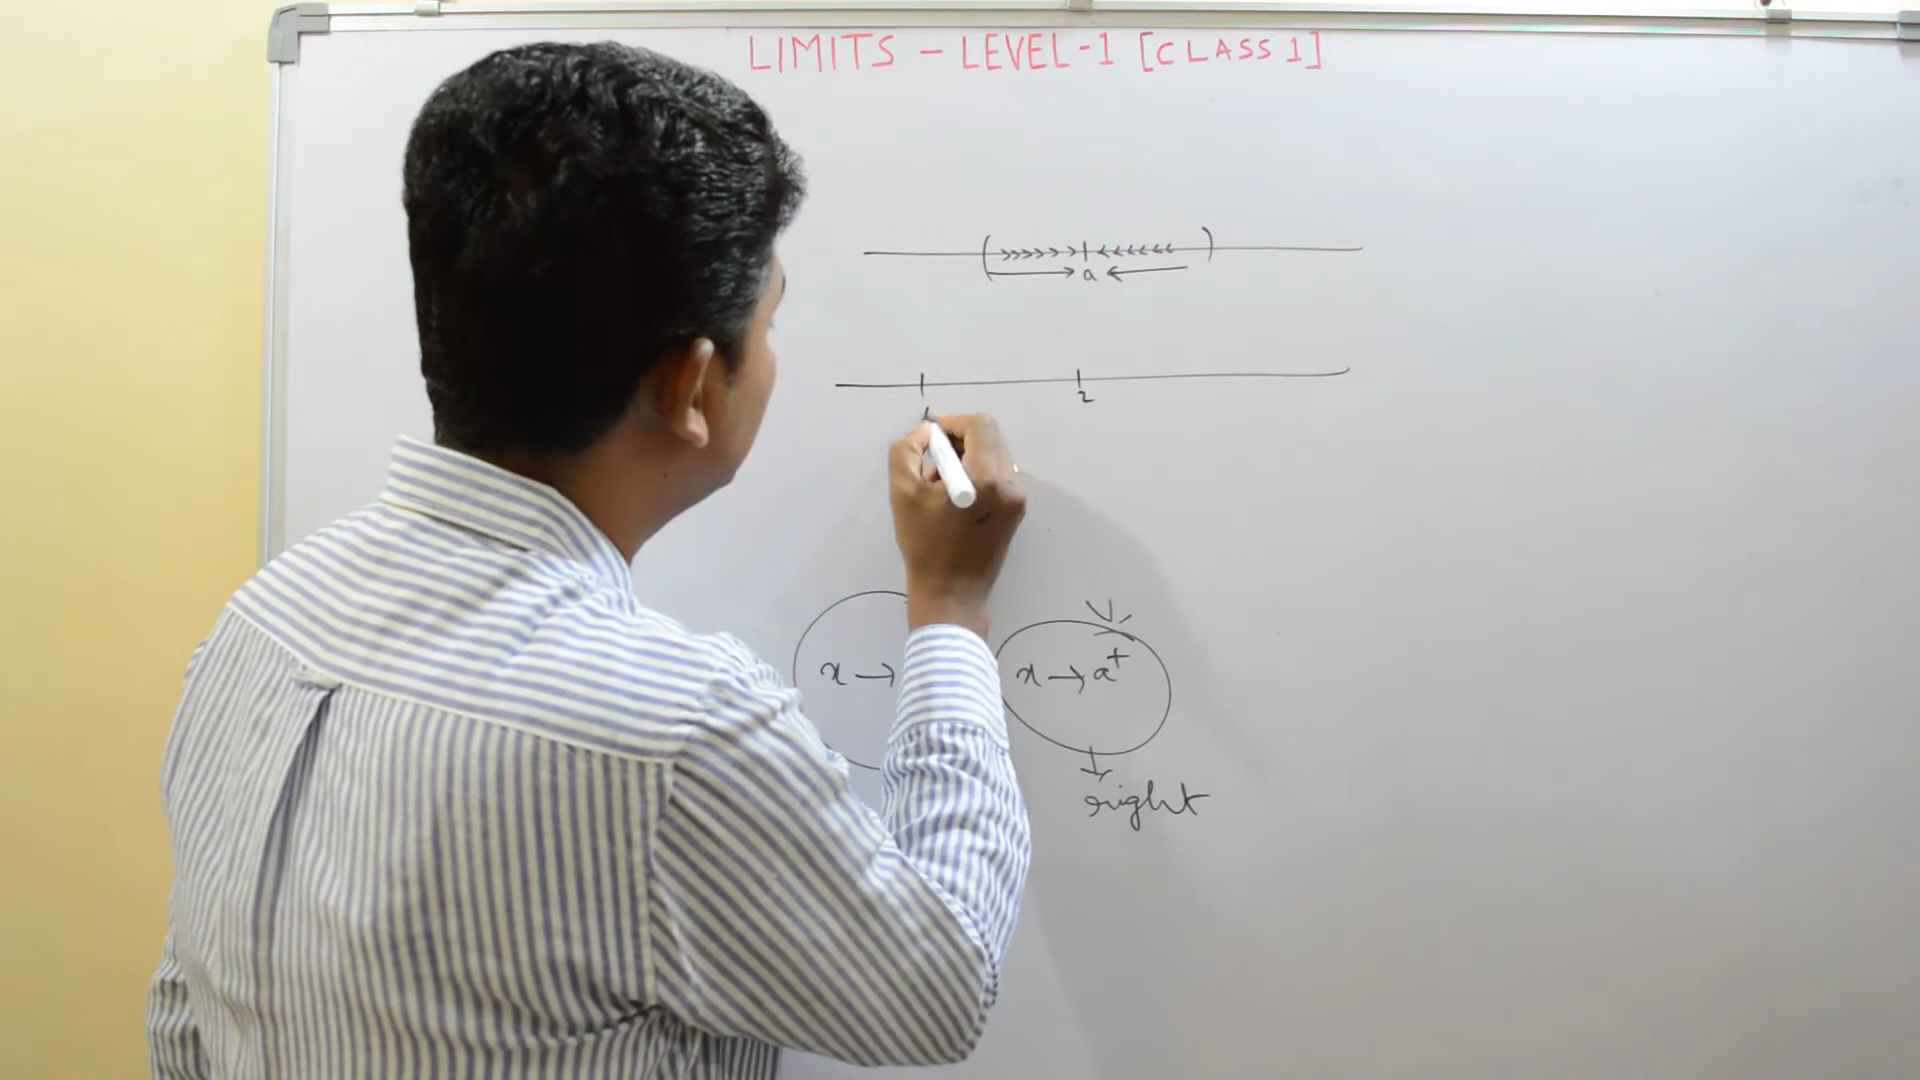 LIMITS - LEVEL-1 [CLASS 1]
a
2
x → x → a⁺
right